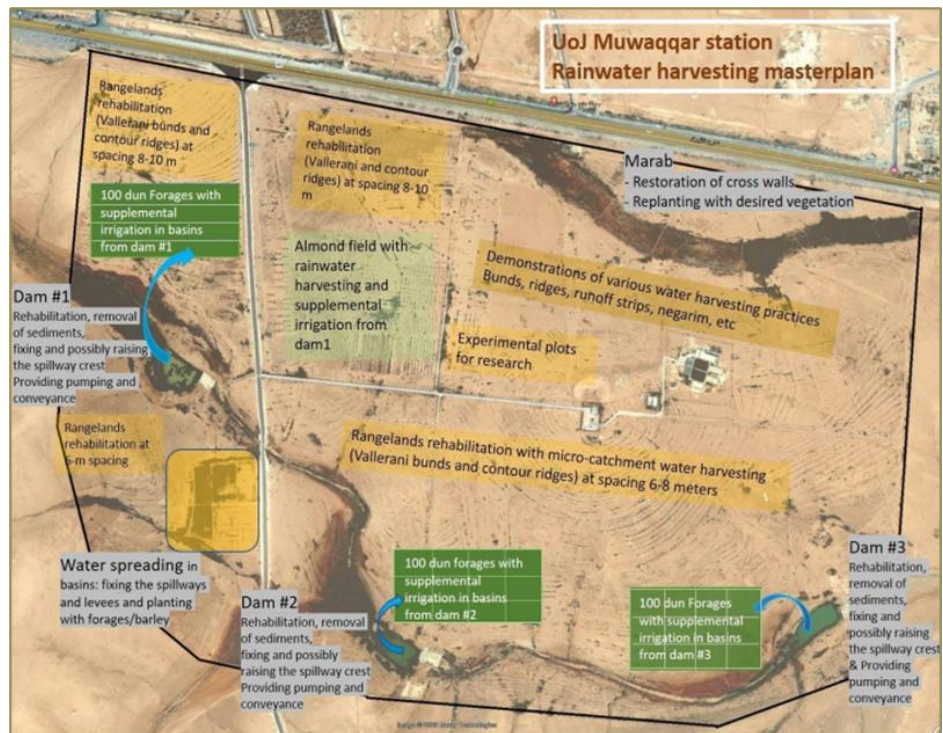 UoJ Muwaqqar station
Rainwater harvesting masterplan
Rangelands
rehabilitation
(Vallerani bunds and
contour ridges) at
spacing 8-10 m
Rangelands
rehabilitation
(Vallerani and contour
ridges) at spacing 8-10
m
Marab
- Restoration of cross walls
- Replanting with desired vegetation
100 dun Forages with
supplemental
irrigation in basins
from dam #1
Almond field with
rainwater
harvesting and
supplemental
irrigation from
dam1
Demonstrations of various water harvesting practices
Bunds, ridges, runoff strips, negarim, etc
Dam #1
Rehabilitation, removal
of sediments,
fixing and possibly raising
the spillway crest
Providing pumping and
conveyance
Experimental plots
for research
Rangelands
rehabilitation at
6-m spacing
Rangelands rehabilitation with micro-catchment water harvesting
(Vallerani bunds and contour ridges) at spacing 6-8 meters
Water spreading in
basins: fixing the spillways
and levees and planting
with forages/barley
Dam #2
Rehabilitation, removal
of sediments,
fixing and possibly
raising the spillway crest
Providing pumping and
conveyance
100 dun forages with
supplemental
irrigation in basins
from dam #2
100 dun Forages
with supplemental
irrigation in basins
from dam #3
Dam #3
Rehabilitation,
removal of
sediments,
fixing and
possibly raising
the spillway crest
& Providing
pumping and
conveyance